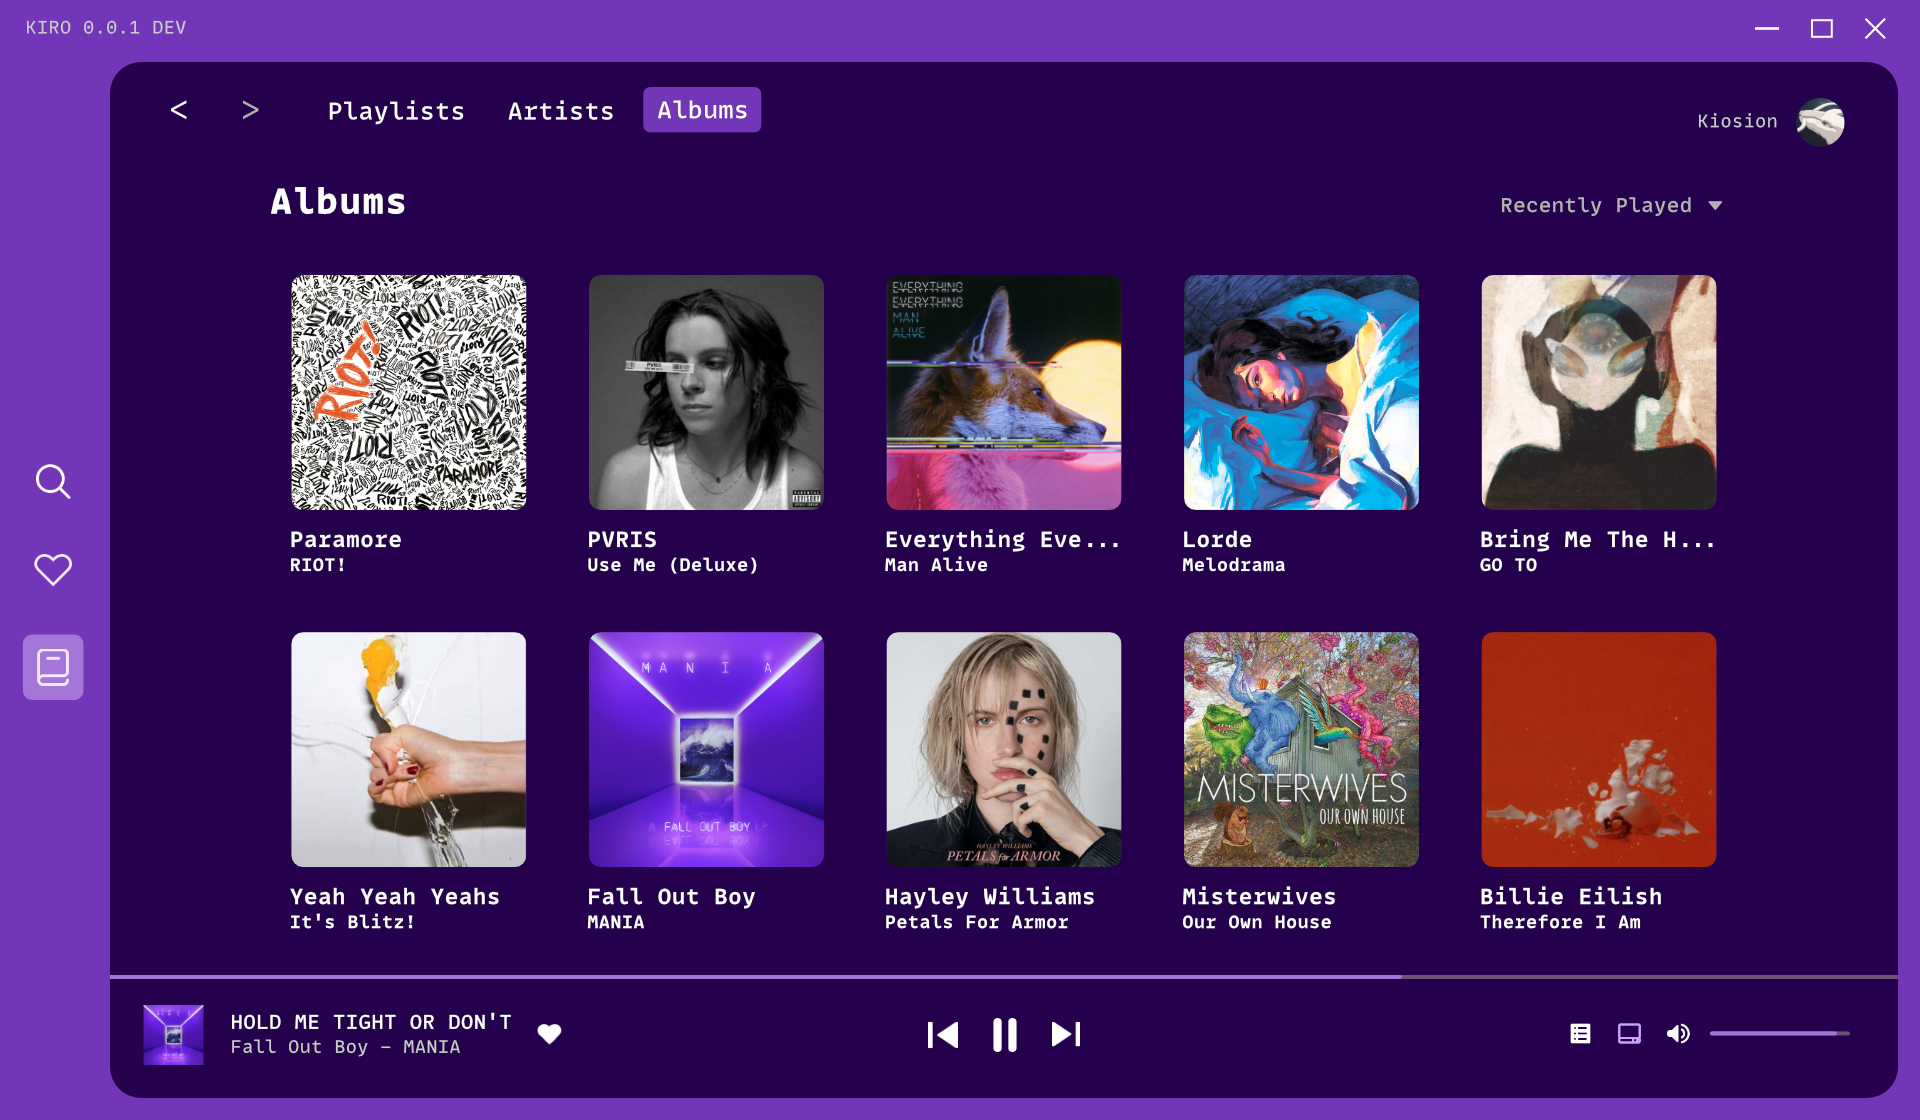 KIRO 0.0.1 DEV
< > Playlists Artists Albums
Kiosion
Albums
Recently Played
RIOT!
PARAMORE
PVRIS
EVERYTHING
EVERYTHING
MAN
ALIVE
Paramore
RIOT!
PVRIS
Use Me (Deluxe)
Everything Eve...
Man Alive
Lorde
Melodrama
Bring Me The H...
GO TO
MANIA
FALL OUT BOY
HAYLEY WILLIAMS
PETALS for ARMOR
MISTERWIVES
OUR OWN HOUSE
Yeah Yeah Yeahs
It's Blitz!
Fall Out Boy
MANIA
Hayley Williams
Petals For Armor
Misterwives
Our Own House
Billie Eilish
Therefore I Am
HOLD ME TIGHT OR DON'T
Fall Out Boy – MANIA